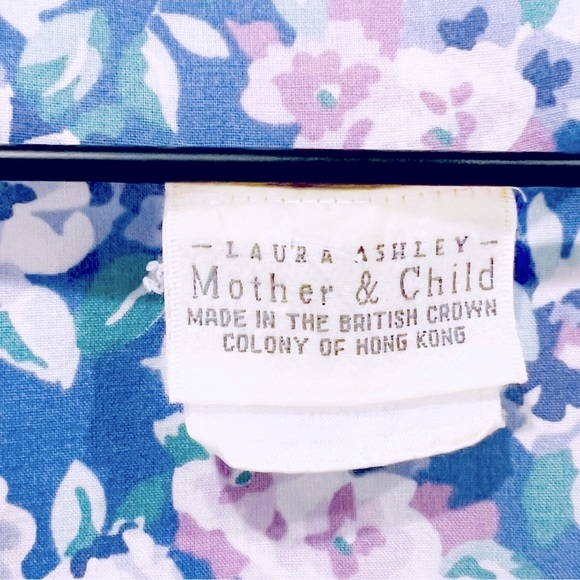 - LAURA ASHLEY -
Mother & Child
MADE IN THE BRITISH CROWN
COLONY OF HONG KONG